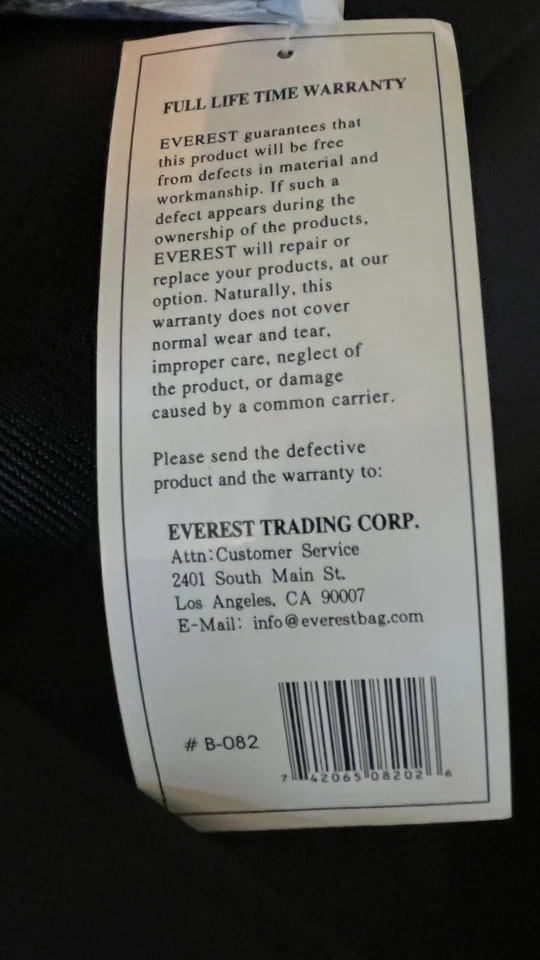 FULL LIFE TIME WARRANTY
EVEREST guarantees that
this product will be free
from defects in material and
workmanship. If such a
defect appears during the
ownership of the products,
EVEREST will repair or
replace your products, at our
option. Naturally, this
warranty does not cover
normal wear and tear,
improper care, neglect of
the product, or damage
caused by a common carrier.
Please send the defective
product and the warranty to:
EVEREST TRADING CORP.
Attn:Customer Service
2401 South Main St.
Los Angeles, CA 90007
E-Mail: info@everestbag.com
# B-082
7 42065 08202 6